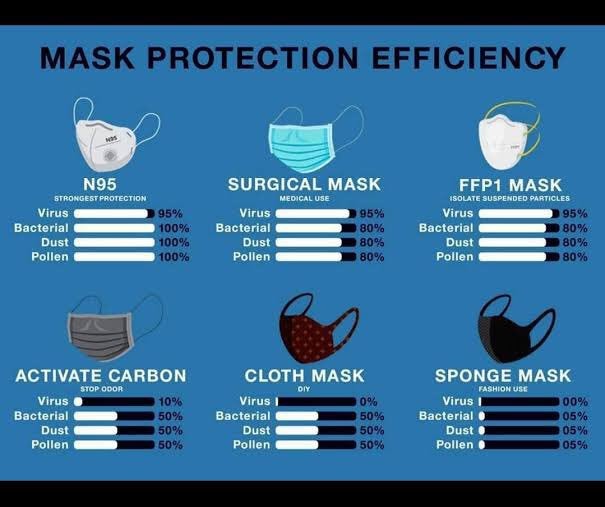 MASK PROTECTION EFFICIENCY
N95
N95
STRONGEST PROTECTION
Virus 95%
Bacterial 100%
Dust 100%
Pollen 100%
SURGICAL MASK
MEDICAL USE
Virus 95%
Bacterial 80%
Dust 80%
Pollen 80%
FFP1 MASK
ISOLATE SUSPENDED PARTICLES
Virus 95%
Bacterial 80%
Dust 80%
Pollen 80%
ACTIVATE CARBON
STOP ODOR
Virus 10%
Bacterial 50%
Dust 50%
Pollen 50%
CLOTH MASK
DIY
Virus 0%
Bacterial 50%
Dust 50%
Pollen 50%
SPONGE MASK
FASHION USE
Virus 00%
Bacterial 05%
Dust 05%
Pollen 05%